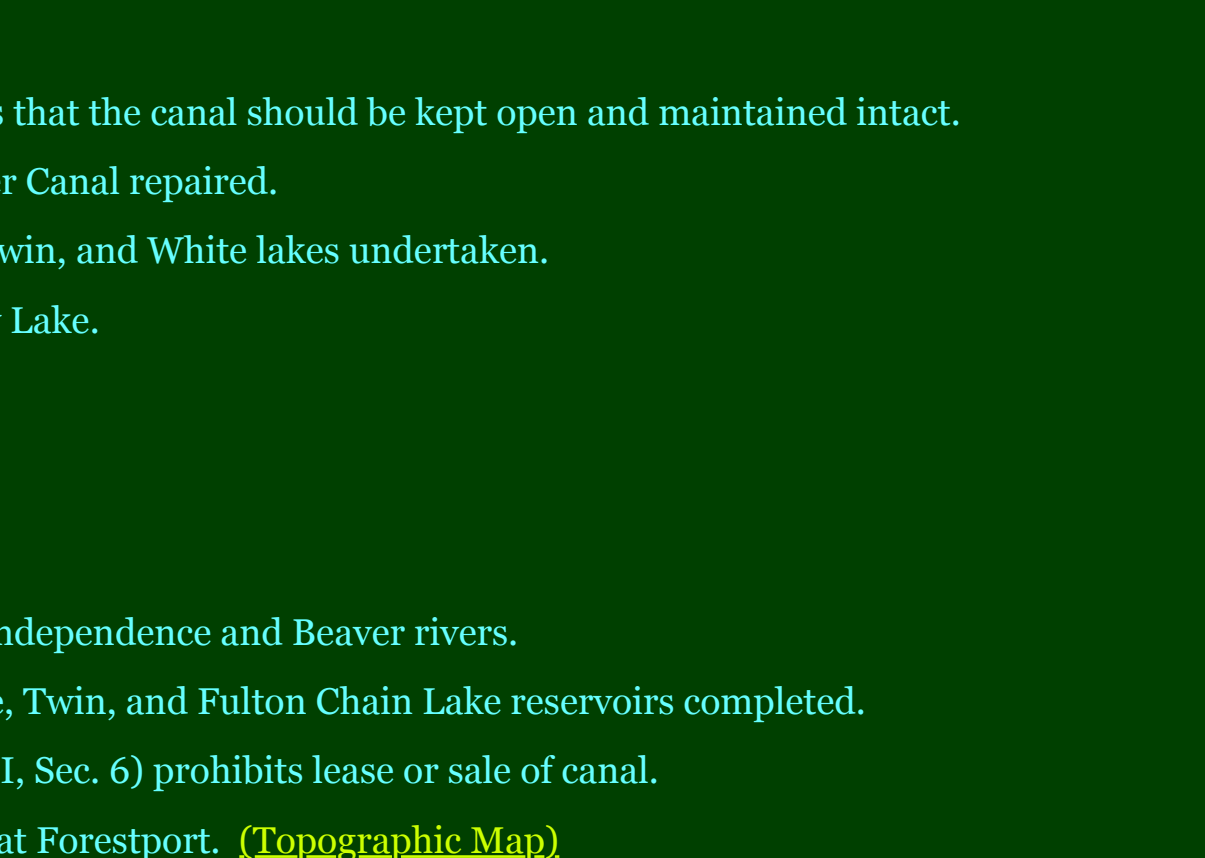 that the canal should be kept open and maintained intact.
Canal repaired.
and White lakes undertaken.
Lake.
and Beaver rivers.
Twin, and Fulton Chain Lake reservoirs completed.
Sec. 6) prohibits lease or sale of canal.
at Forestport. (Topographic Map)